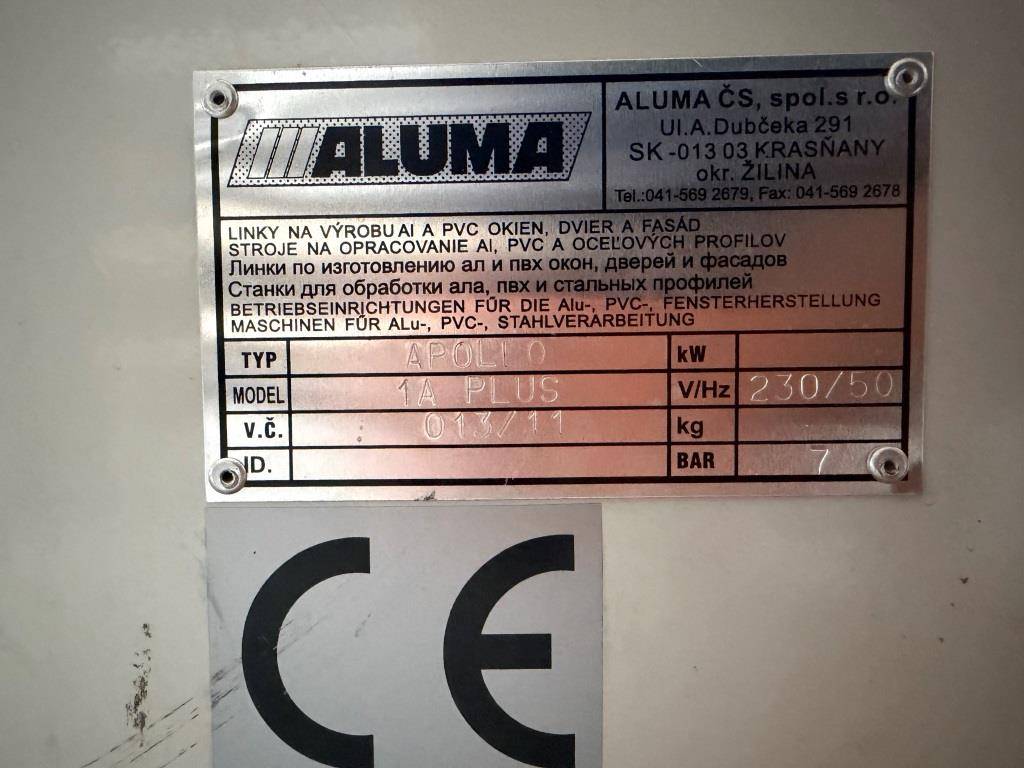 ALUMA
ALUMA ČS, spol.s r.o.
Ul.A.Dubčeka 291
SK -013 03 KRASŇANY
okr. ŽILINA
Tel.:041-569 2679, Fax: 041-569 2678
LINKY NA VÝROBU Al A PVC OKIEN, DVIER A FASÁD
STROJE NA OPRACOVANIE Al, PVC A OCEĽOVÝCH PROFILOV
Линки по изготовлению ал и пвх окон, дверей и фасадов
Станки для обработки ала, пвх и стальных профилей
BETRIEBSEINRICHTUNGEN FŰR DIE Alu-, PVC-, FENSTERHERSTELLUNG
MASCHINEN FŰR ALu-, PVC-, STAHLVERARBEITUNG
TYP APOLLO kW
MODEL 1A PLUS V/Hz 230/50
V.Č. 013/11 kg
ID. BAR 7
CE